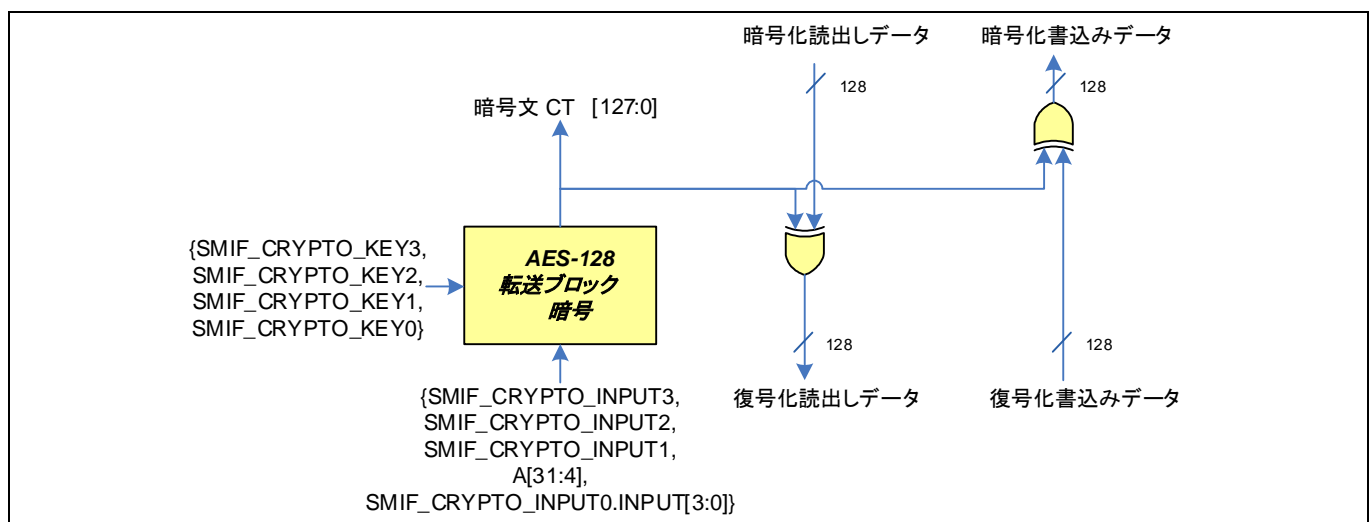 暗号化読出しデータ
暗号化書込みデータ
128
128
暗号文 CT [127:0]
{SMIF_CRYPTO_KEY3,
SMIF_CRYPTO_KEY2,
SMIF_CRYPTO_KEY1,
SMIF_CRYPTO_KEY0}
AES-128
転送ブロック
暗号
128
128
{SMIF_CRYPTO_INPUT3,
SMIF_CRYPTO_INPUT2,
SMIF_CRYPTO_INPUT1,
A[31:4],
SMIF_CRYPTO_INPUT0.INPUT[3:0]}
復号化読出しデータ
復号化書込みデータ